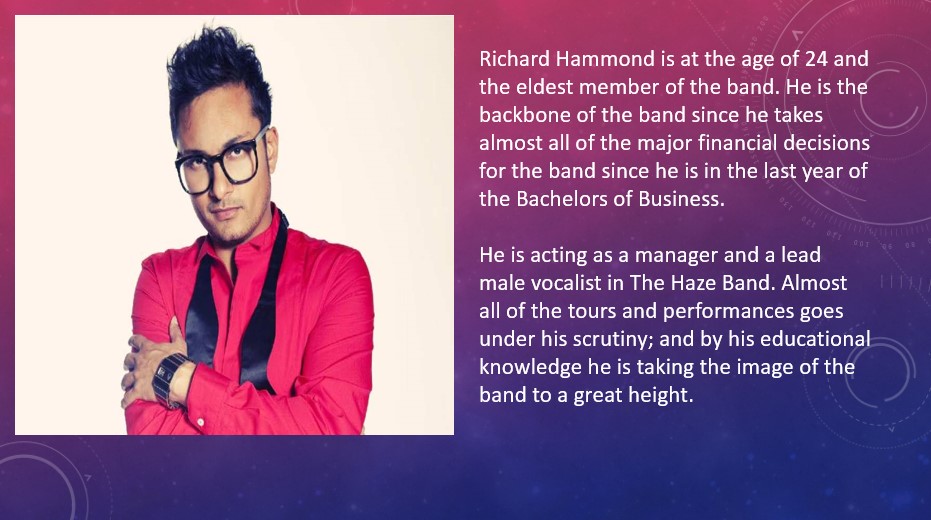 Richard Hammond is at the age of 24 and
the eldest member of the band. He is the
backbone of the band since he takes
almost all of the major financial decisions
for the band since he is in the last year of
the Bachelors of Business.
He is acting as a manager and a lead
male vocalist in The Haze Band. Almost
all of the tours and performances goes
under his scrutiny; and by his educational
knowledge he is taking the image of the
band to a great height.